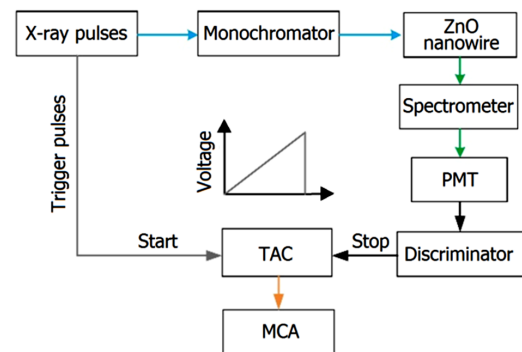 X-ray pulses
Monochromator
ZnO
nanowire
Spectrometer
Trigger pulses
Voltage
PMT
Start
TAC
Stop
Discriminator
MCA